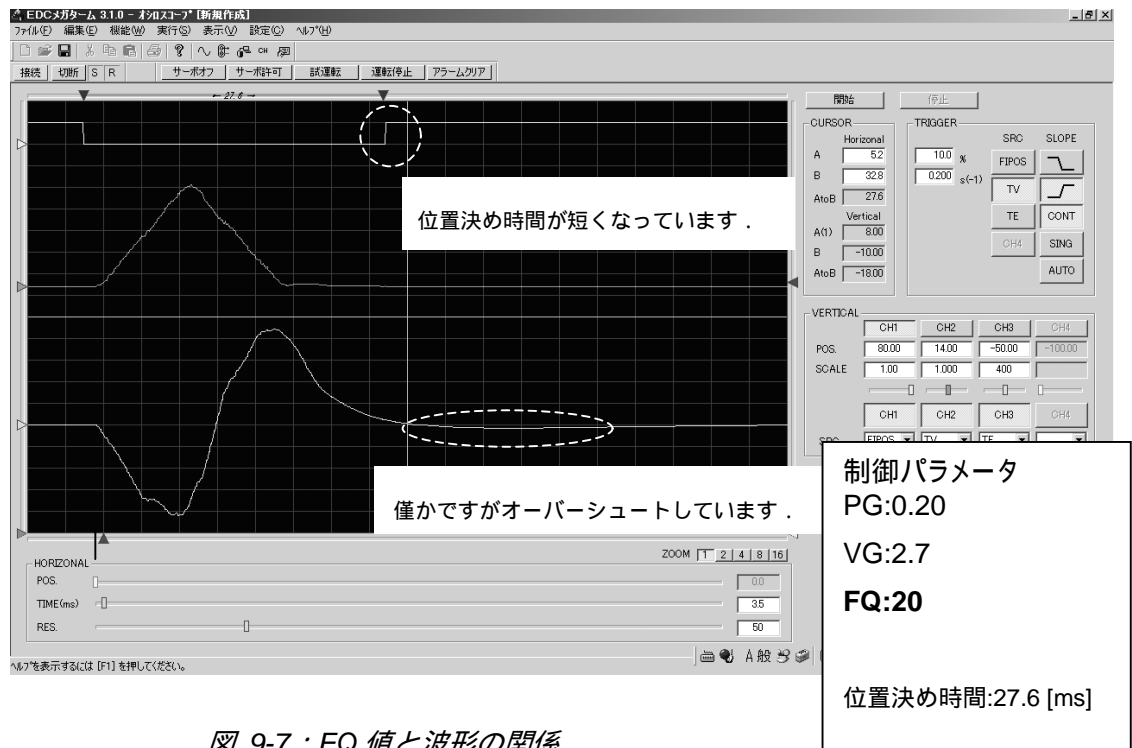 EDCメガターム 3.1.0 - オシロスコープ* [新規作成]
ファイル(F) 編集(E) 機能(W) 実行(S) 表示(V) 設定(C) ヘルプ(H)
接続 切断 S R サーボオフ サーボ許可 試運転 運転停止 アラームクリア
← 27.6 →
位置決め時間が短くなっています．
僅かですがオーバーシュートしています．
開始 停止
CURSOR
Horizonal
A 5.2
B 32.8
AtoB 27.6
Vertical
A(1) 8.00
B -10.00
AtoB -18.00
TRIGGER
SRC SLOPE
10.0 % FIPOS
0.200 s(-1)
TV
TE CONT
CH4 SING
AUTO
VERTICAL
CH1 CH2 CH3 CH4
POS. 80.00 14.00 -50.00 -100.00
SCALE 1.00 1.000 400
CH1 CH2 CH3 CH4
SRC FIPOS TV TE
ZOOM 1 2 4 8 16
HORIZONAL
POS. 0.0
TIME(ms) 3.5
RES. 50
ヘルプを表示するには [F1] を押してください。
A 般
制御パラメータ
PG:0.20
VG:2.7
FQ:20
位置決め時間:27.6 [ms]
図 9-7：FQ 値と波形の関係